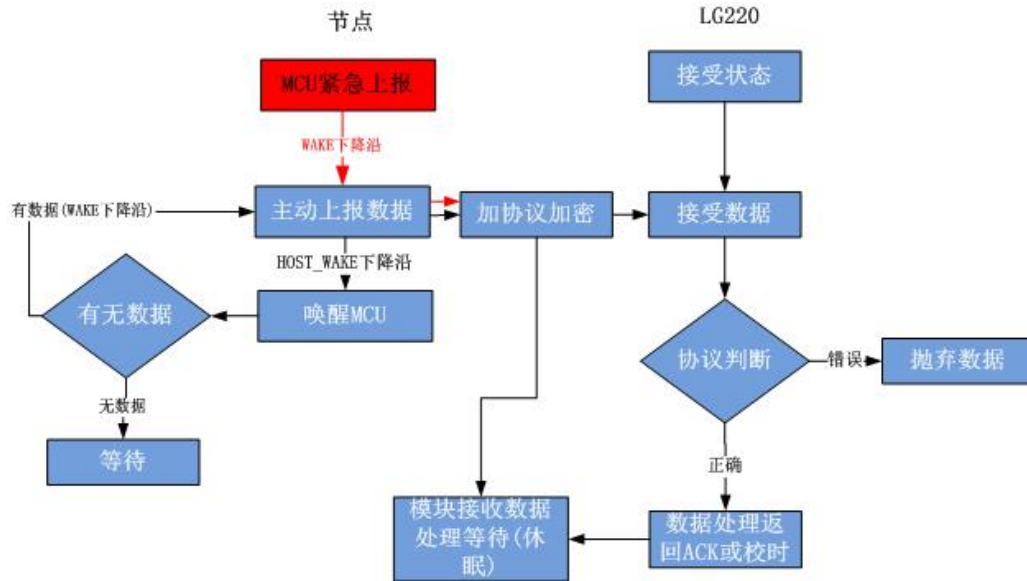 节点
LG220
MCU紧急上报
接受状态
WAKE下降沿
有数据(WAKE下降沿)
主动上报数据
加协议加密
接受数据
HOST_WAKE下降沿
有无数据
唤醒MCU
协议判断
错误
抛弃数据
无数据
等待
正确
模块接收数据
处理等待(休
眠)
数据处理返
回ACK或校时